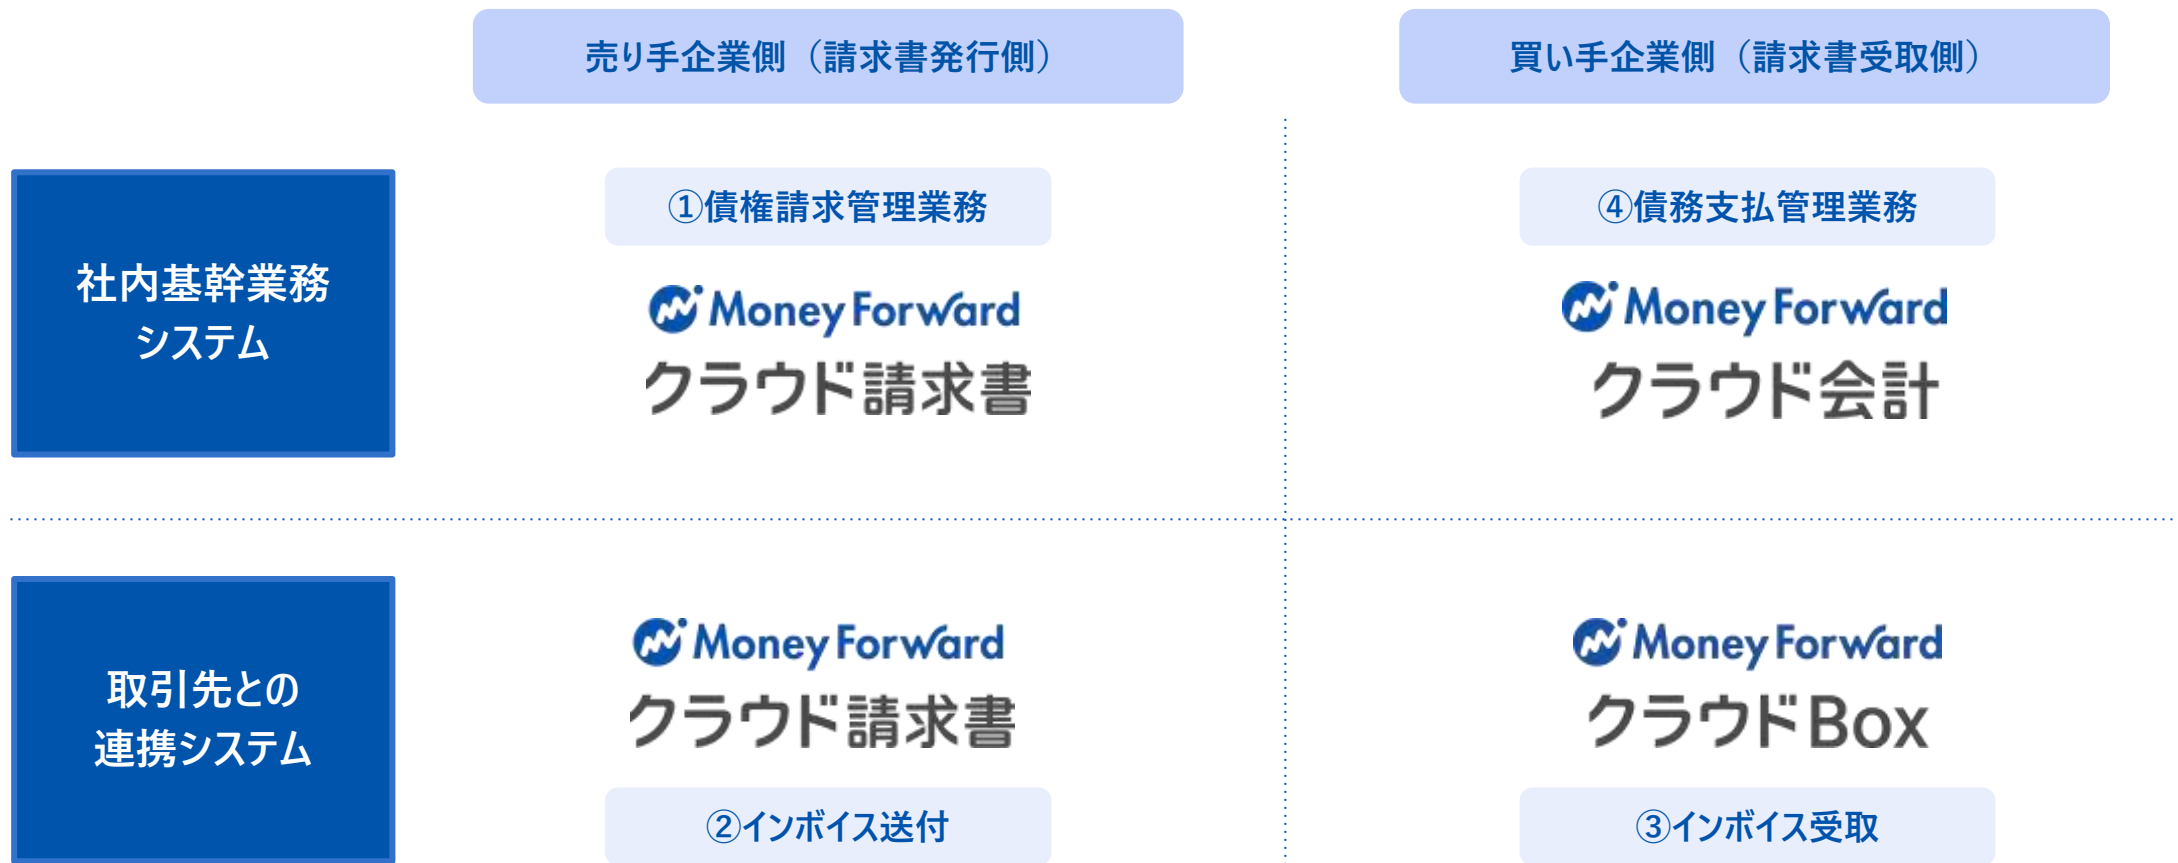 売り手企業側（請求書発行側）
買い手企業側（請求書受取側）
社内基幹業務
システム
①債権請求管理業務
Money Forward
クラウド請求書
④債務支払管理業務
Money Forward
クラウド会計
取引先との
連携システム
Money Forward
クラウド請求書
②インボイス送付
Money Forward
クラウドBox
③インボイス受取